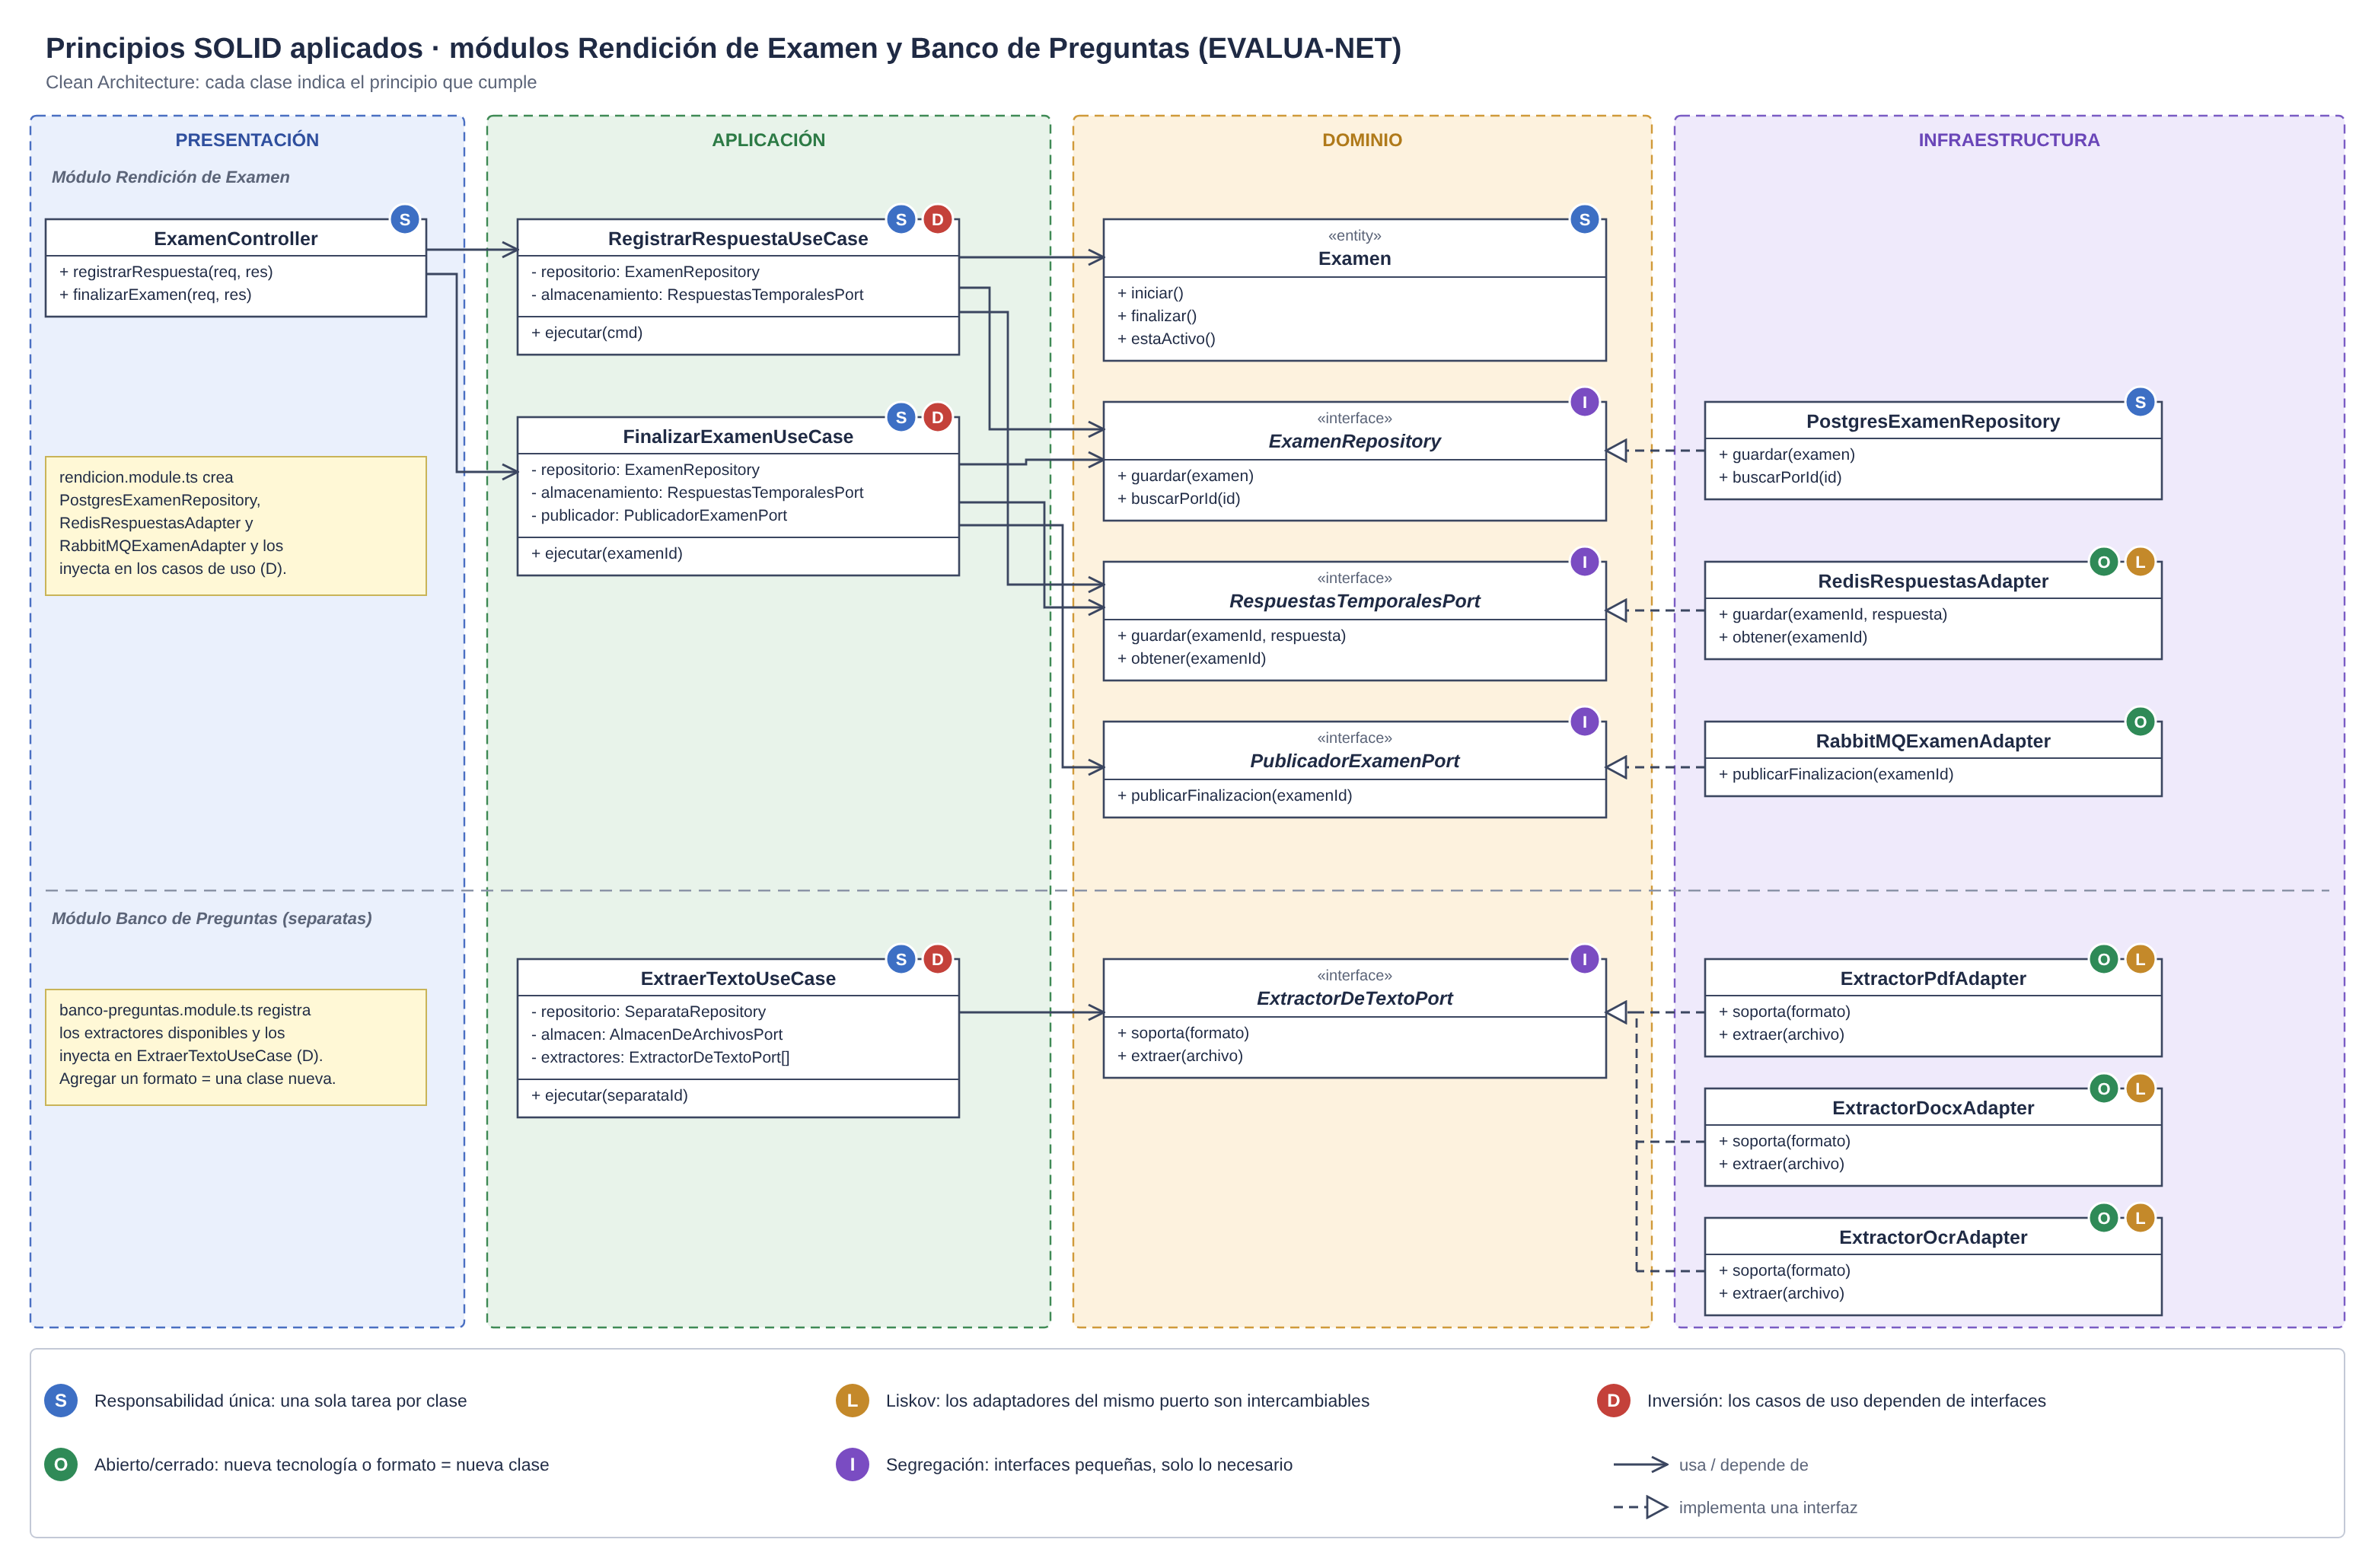 Principios SOLID aplicados · módulos Rendición de Examen y Banco de Preguntas (EVALUA-NET)
Clean Architecture: cada clase indica el principio que cumple
PRESENTACIÓN
Módulo Rendición de Examen
S
ExamenController
+ registrarRespuesta(req, res)
+ finalizarExamen(req, res)
rendicion.module.ts crea
PostgresExamenRepository,
RedisRespuestasAdapter y
RabbitMQExamenAdapter y los
inyecta en los casos de uso (D).
APLICACIÓN
S D
RegistrarRespuestaUseCase
- repositorio: ExamenRepository
- almacenamiento: RespuestasTemporalesPort
+ ejecutar(cmd)
S D
FinalizarExamenUseCase
- repositorio: ExamenRepository
- almacenamiento: RespuestasTemporalesPort
- publicador: PublicadorExamenPort
+ ejecutar(examenId)
DOMINIO
S
«entity»
Examen
+ iniciar()
+ finalizar()
+ estaActivo()
I
«interface»
ExamenRepository
+ guardar(examen)
+ buscarPorId(id)
I
«interface»
RespuestasTemporalesPort
+ guardar(examenId, respuesta)
+ obtener(examenId)
I
«interface»
PublicadorExamenPort
+ publicarFinalizacion(examenId)
INFRAESTRUCTURA
S
PostgresExamenRepository
+ guardar(examen)
+ buscarPorId(id)
O L
RedisRespuestasAdapter
+ guardar(examenId, respuesta)
+ obtener(examenId)
O
RabbitMQExamenAdapter
+ publicarFinalizacion(examenId)
Módulo Banco de Preguntas (separatas)
banco-preguntas.module.ts registra
los extractores disponibles y los
inyecta en ExtraerTextoUseCase (D).
Agregar un formato = una clase nueva.
S D
ExtraerTextoUseCase
- repositorio: SeparataRepository
- almacen: AlmacenDeArchivosPort
- extractores: ExtractorDeTextoPort[]
+ ejecutar(separataId)
I
«interface»
ExtractorDeTextoPort
+ soporta(formato)
+ extraer(archivo)
O L
ExtractorPdfAdapter
+ soporta(formato)
+ extraer(archivo)
O L
ExtractorDocxAdapter
+ soporta(formato)
+ extraer(archivo)
O L
ExtractorOcrAdapter
+ soporta(formato)
+ extraer(archivo)
S Responsabilidad única: una sola tarea por clase
L Liskov: los adaptadores del mismo puerto son intercambiables
D Inversión: los casos de uso dependen de interfaces
O Abierto/cerrado: nueva tecnología o formato = nueva clase
I Segregación: interfaces pequeñas, solo lo necesario
usa / depende de
implementa una interfaz